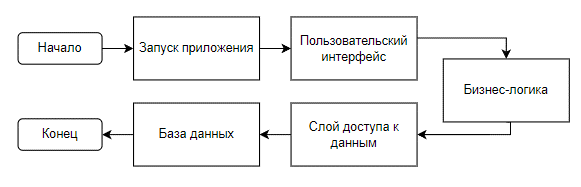 Начало
Запуск приложения
Пользовательский
интерфейс
Бизнес-логика
Слой доступа к
данным
База данных
Конец